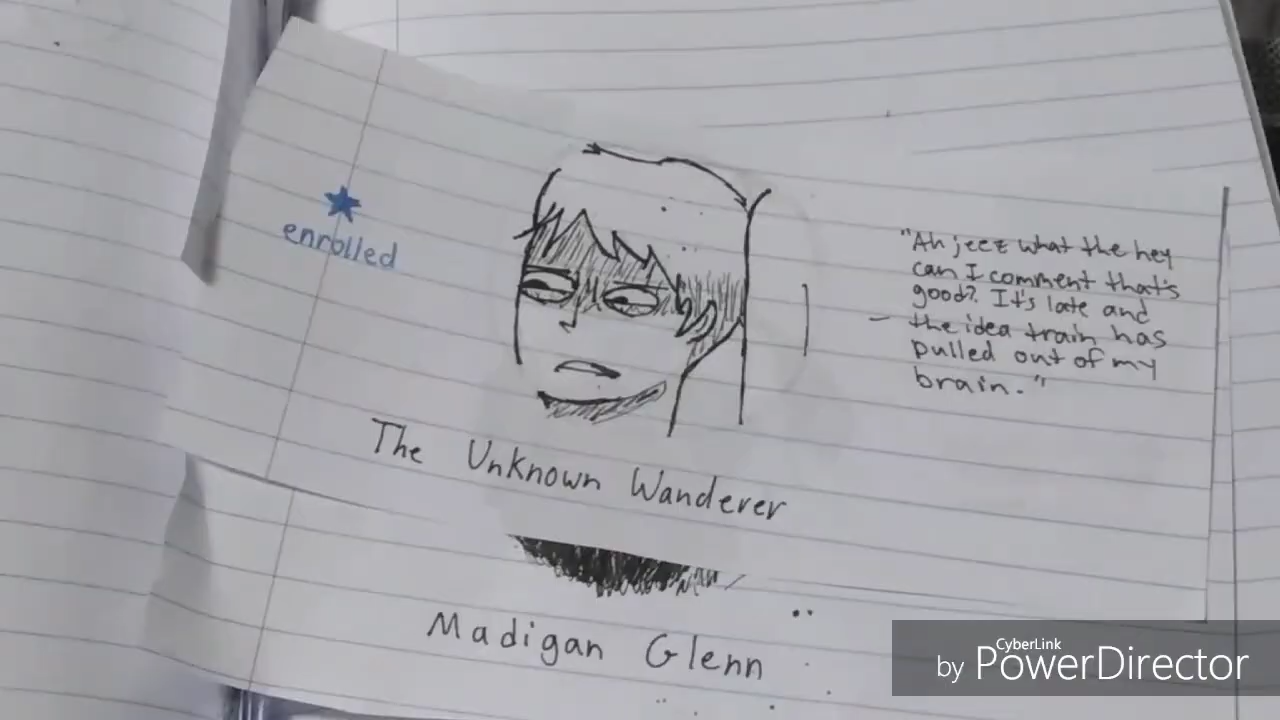 enrolled
"Ah jeez what the hey
can I comment that's
good? It's late and
the idea train has
pulled out of my
brain."
The Unknown Wanderer
Madigan Glenn
CyberLink
by PowerDirector